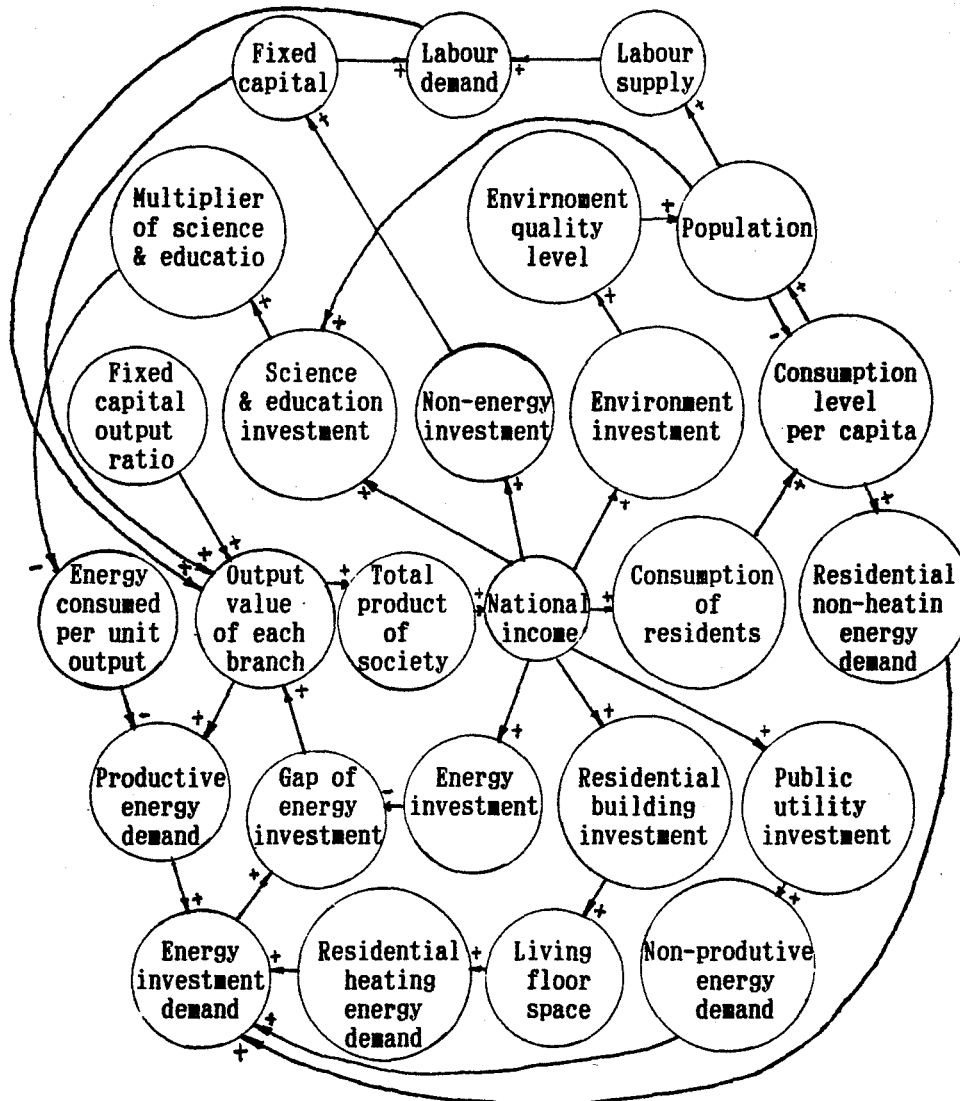 Fixed
capital
Labour
demand
Labour
supply
Multiplier
of science
& educatio
Envirnoment
quality
level
Population
Fixed
capital
output
ratio
Science
& education
investment
Non-energy
investment
Environment
investment
Consumption
level
per capita
Energy
consumed
per unit
output
Output
value
of each
branch
Total
product
of
society
National
income
Consumption
of
residents
Residential
non-heatin
energy
demand
Productive
energy
demand
Gap of
energy
investment
Energy
investment
Residential
building
investment
Public
utility
investment
Energy
investment
demand
Residential
heating
energy
demand
Living
floor
space
Non-produtive
energy
demand